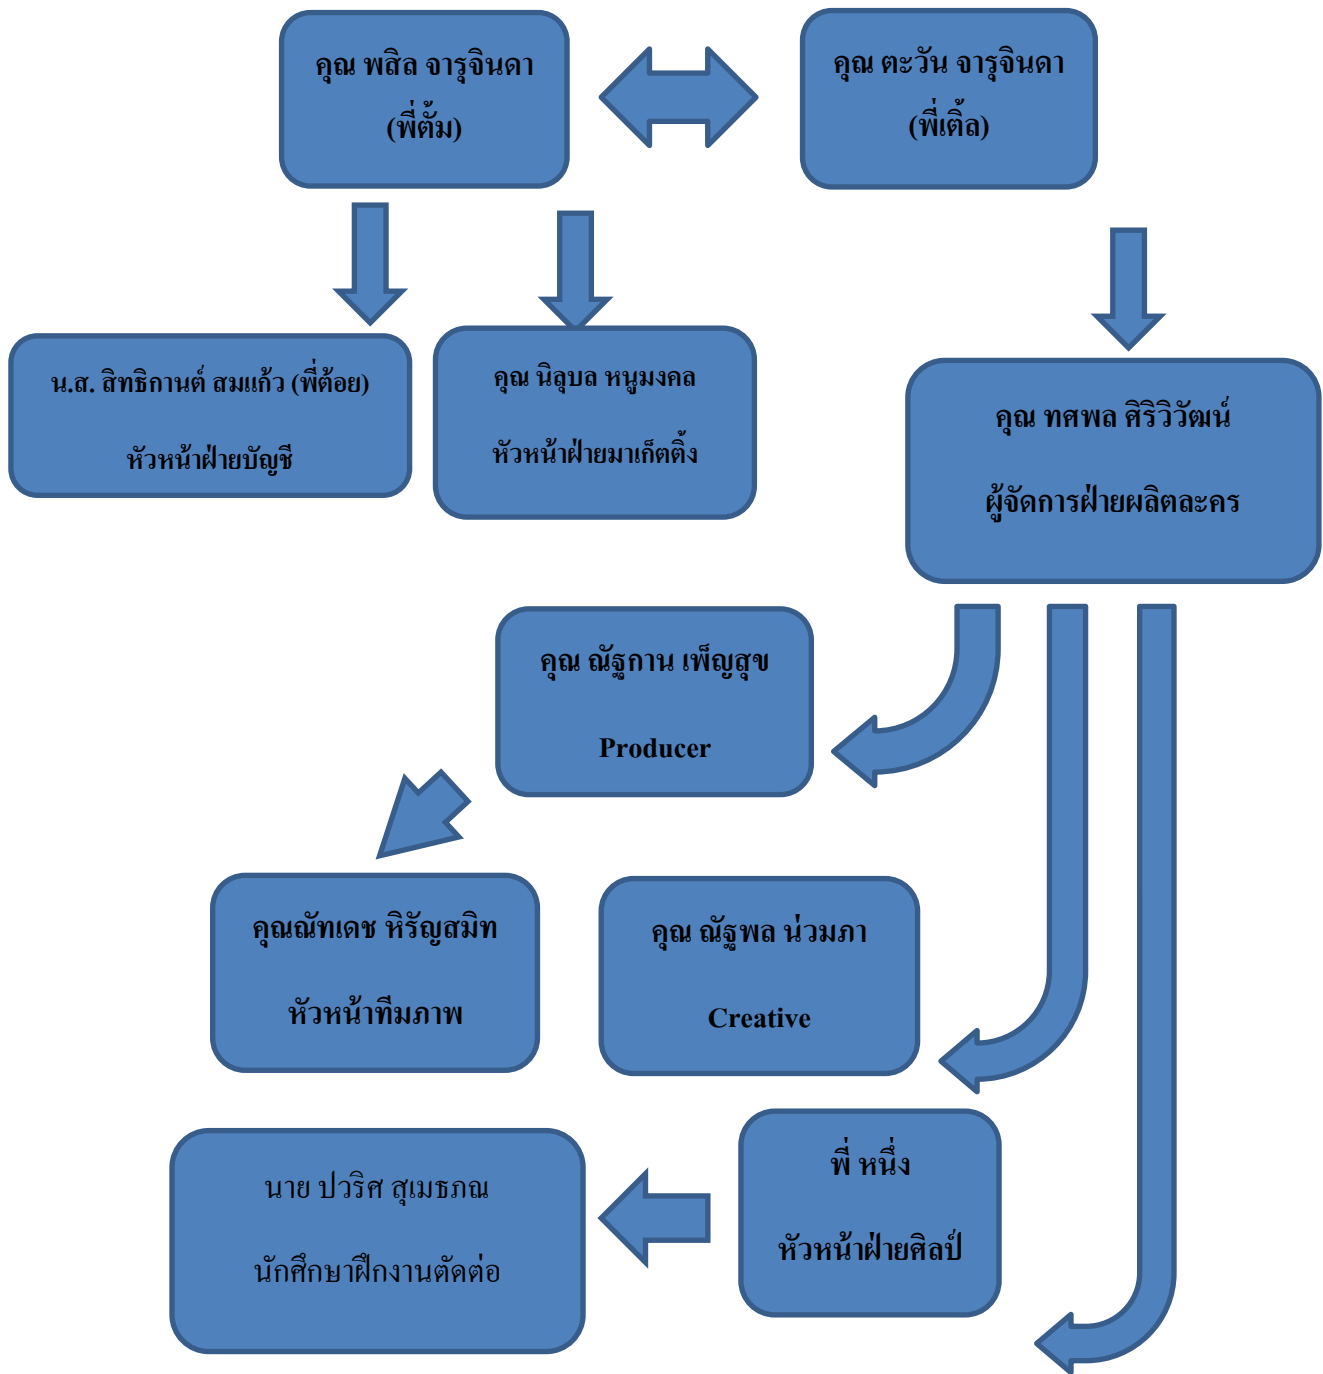 คุณ พสิล จารุจินดา
(พี่ตั้ม)
คุณ ตะวัน จารุจินดา
(พี่เติ้ล)
น.ส. สิทธิกานต์ สมแก้ว (พี่ต้อย)
หัวหน้าฝ่ายบัญชี
คุณ นิลุบล หนูมงคล
หัวหน้าฝ่ายมาเก็ตติ้ง
คุณ ทศพล ศิริวิวัฒน์
ผู้จัดการฝ่ายผลิตละคร
คุณ ณัฐกาน เพ็ญสุข
Producer
คุณณัทเดช หิรัญสมิท
หัวหน้าทีมภาพ
คุณ ณัฐพล น่วมภา
Creative
พี่ หนึ่ง
หัวหน้าฝ่ายศิลป์
นาย ปวริศ สุเมธภณ
นักศึกษาฝึกงานตัดต่อ